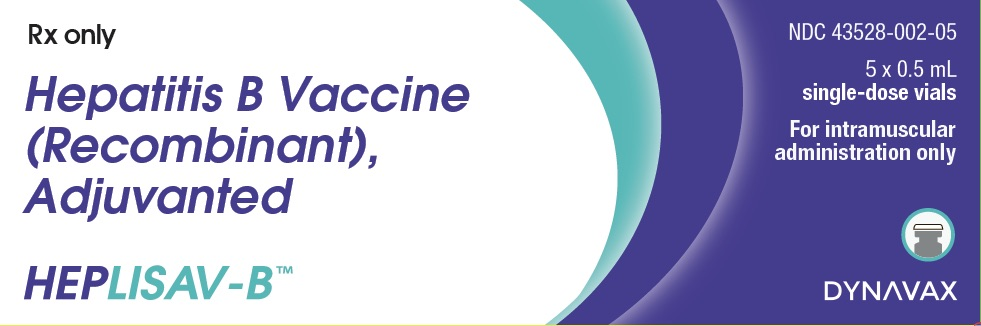 Rx only
Hepatitis B Vaccine
(Recombinant),
Adjuvanted
HEPLISAV-B™
NDC 43528-002-05
5 x 0.5 mL
single-dose vials
For intramuscular
administration only
DYNAVAX